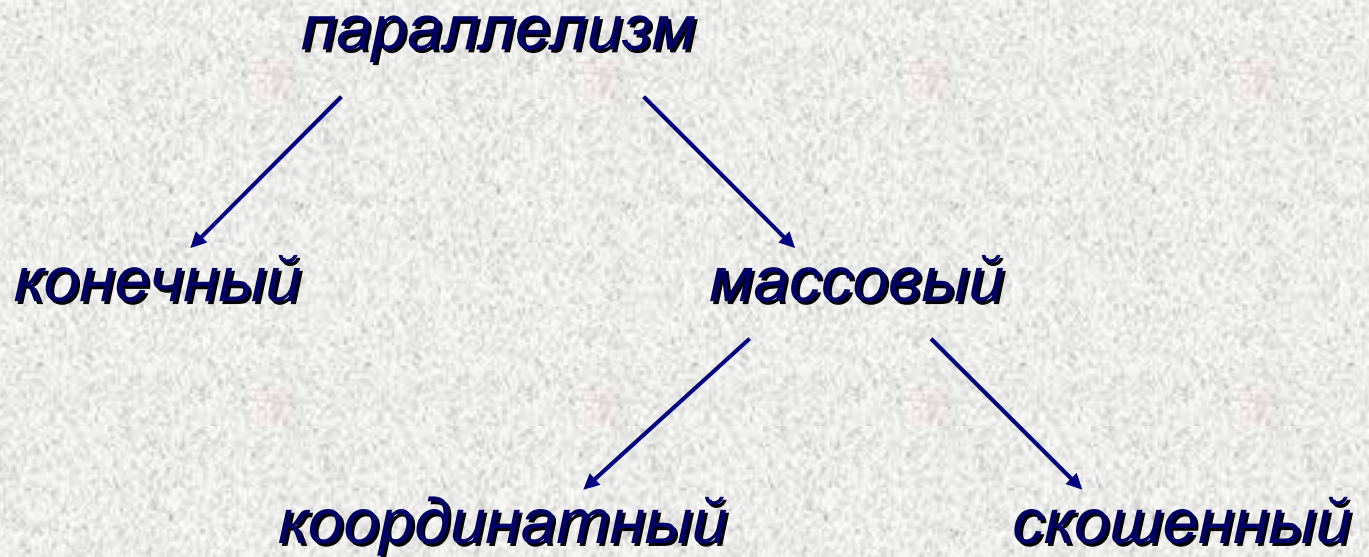 параллелизм
конечный массовый
координатный скошенный